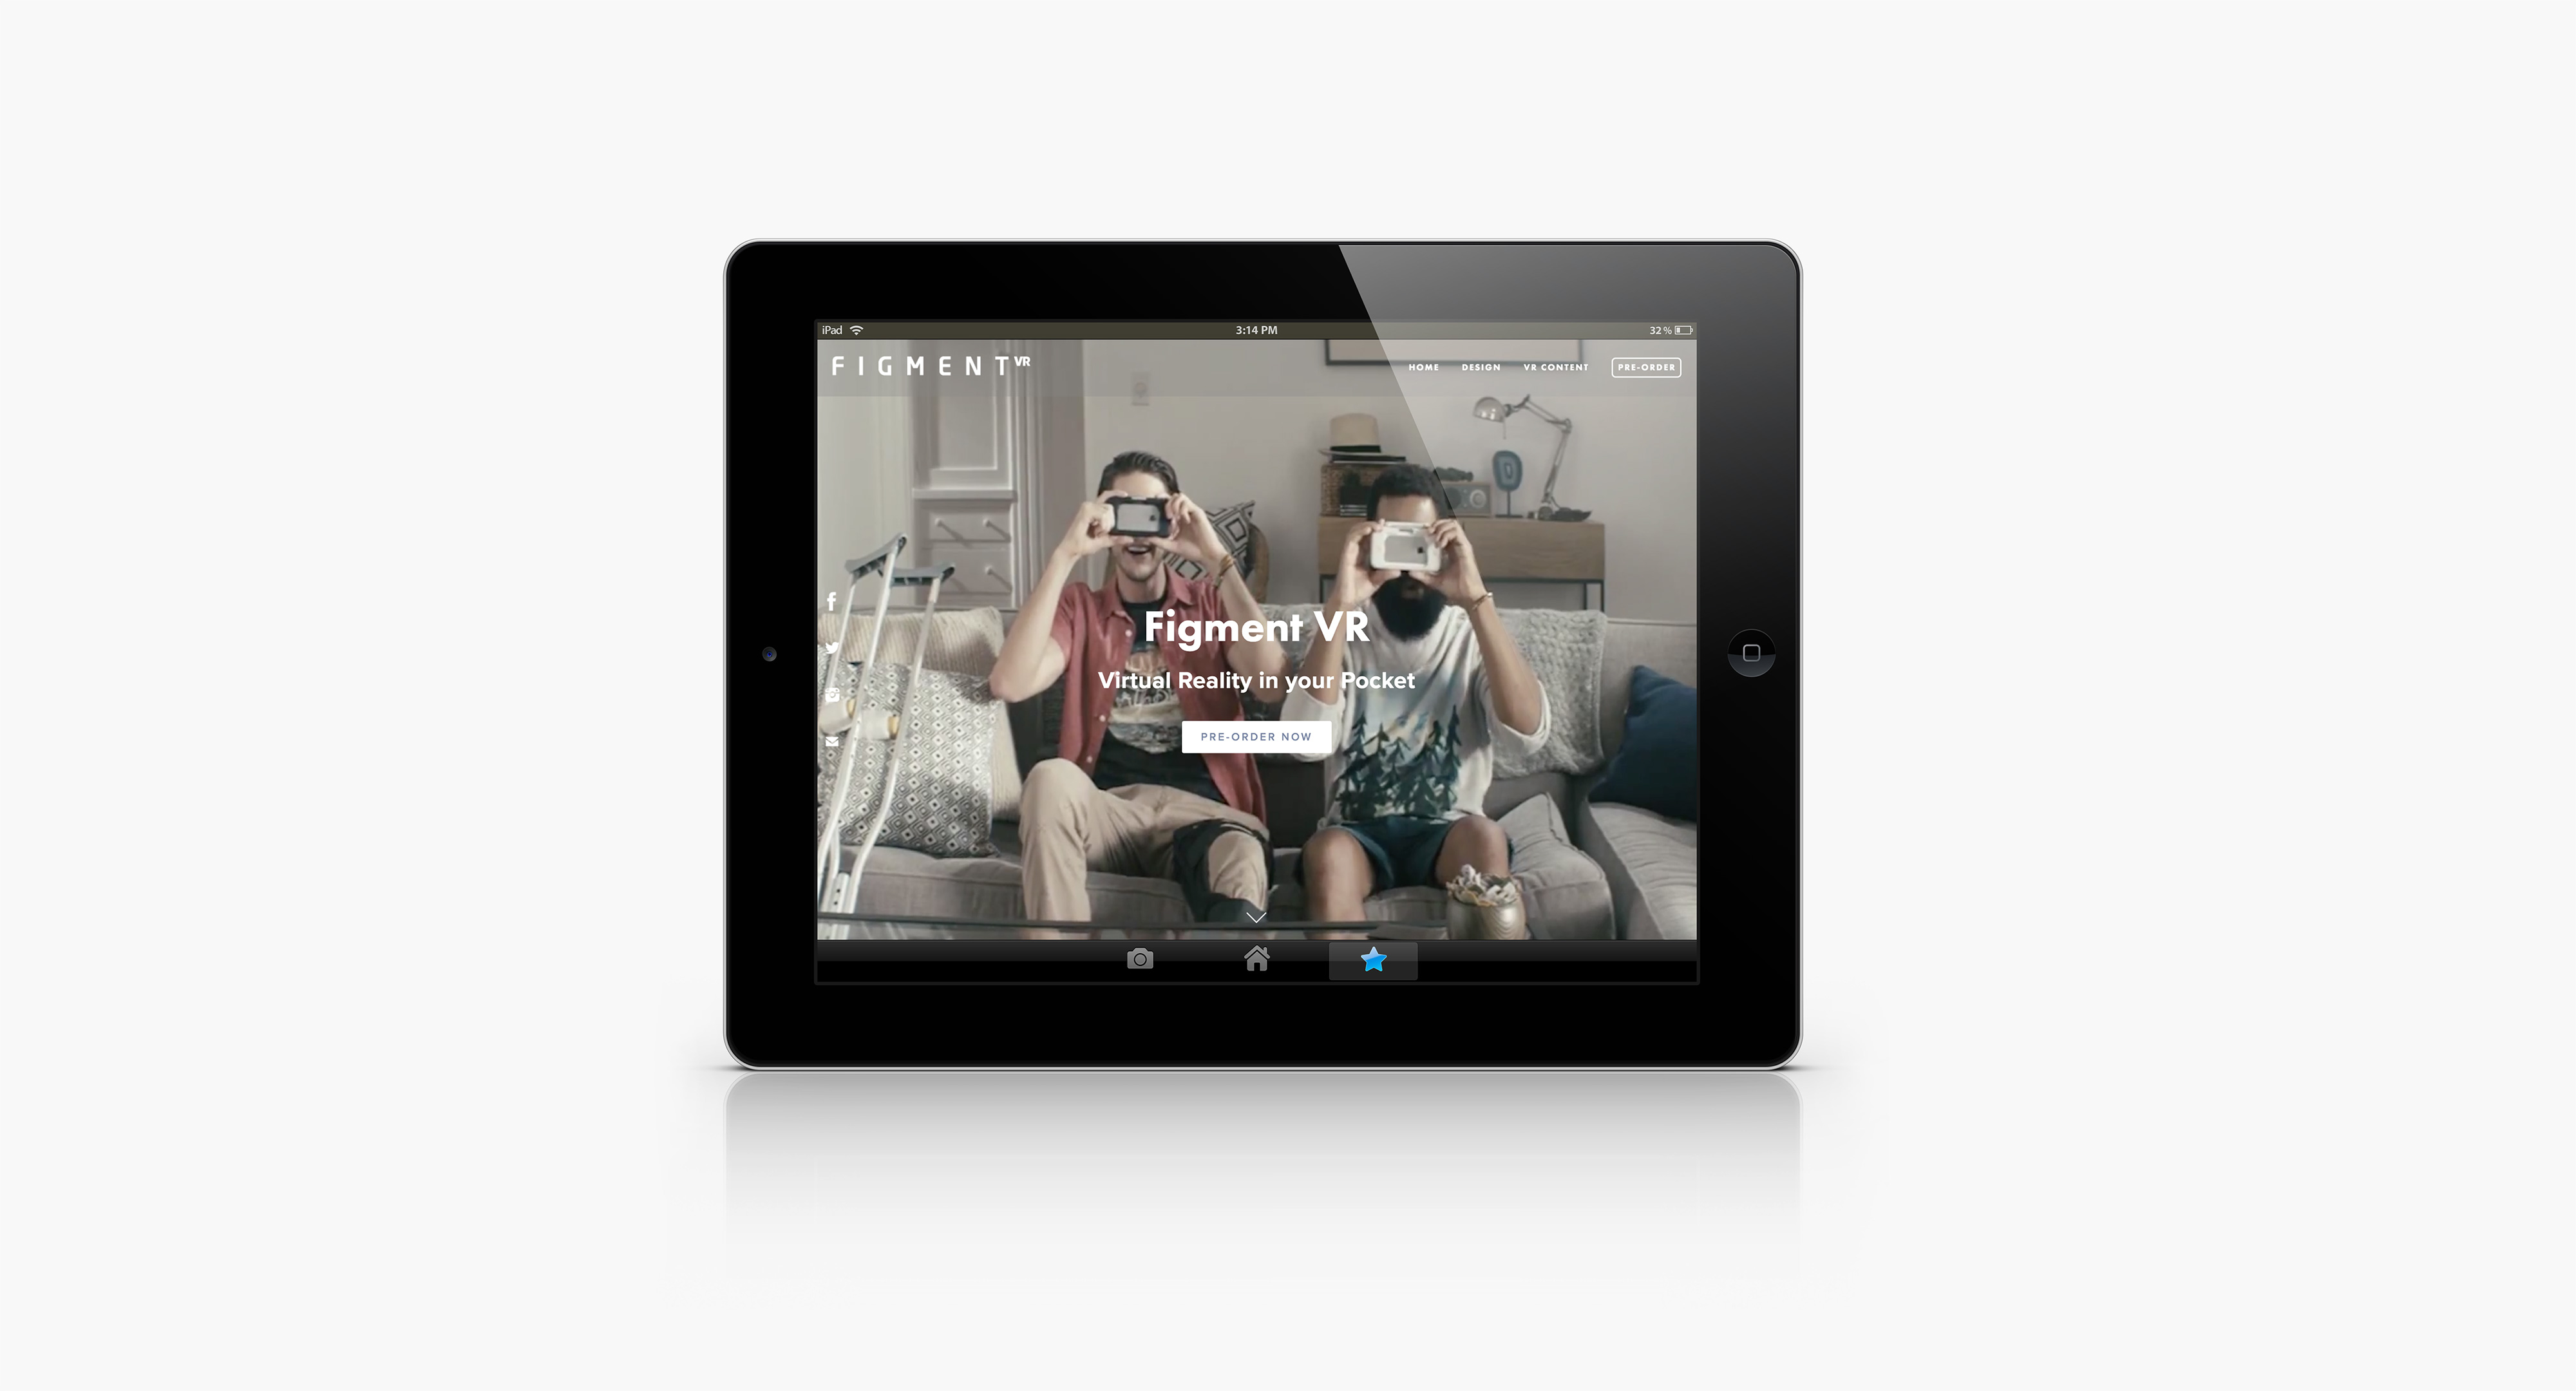 iPad 3:14 PM 32%
FIGMENT VR HOME DESIGN VR CONTENT PRE-ORDER
Figment VR
Virtual Reality in your Pocket
PRE-ORDER NOW